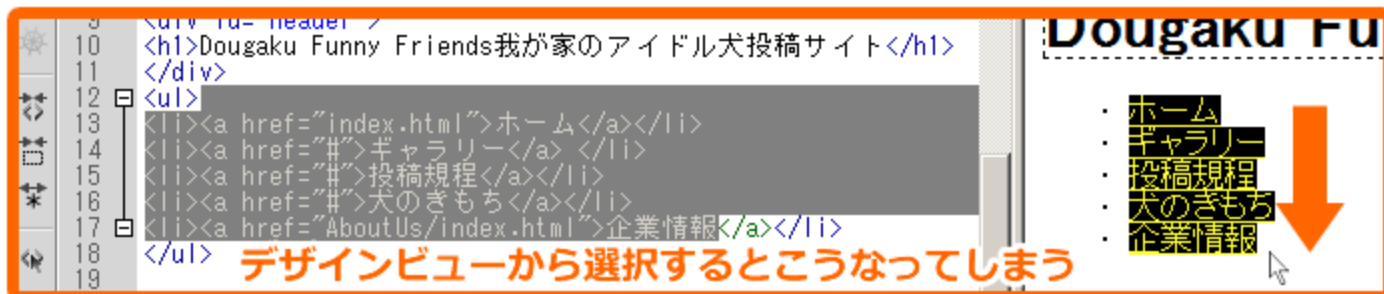 9 <div id="header">
10 <h1>Dougaku Funny Friends我が家のアイドル犬投稿サイト</h1>
11 </div>
12 <ul>
13 <li><a href="index.html">ホーム</a></li>
14 <li><a href="#">ギャラリー</a> </li>
15 <li><a href="#">投稿規程</a></li>
16 <li><a href="#">犬のきもち</a></li>
17 <li><a href="AboutUs/index.html">企業情報</a></li>
18 </ul>
19
デザインビューから選択するとこうなってしまう
Dougaku Fu
・ ホーム
・ ギャラリー
・ 投稿規程
・ 犬のきもち
・ 企業情報